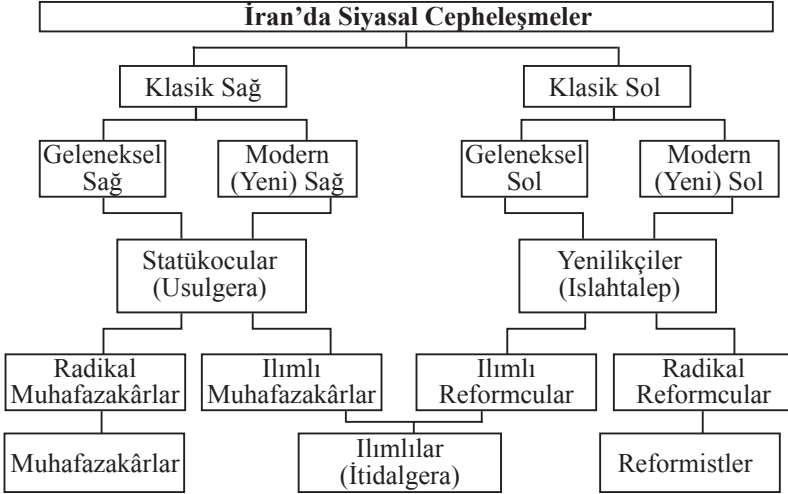 İran’da Siyasal Cepheleşmeler
Klasik Sağ
Klasik Sol
Geleneksel
Sağ
Modern
(Yeni) Sağ
Geleneksel
Sol
Modern
(Yeni) Sol
Statükocular
(Usulgera)
Yenilikçiler
(Islahtalep)
Radikal
Muhafazakârlar
Ilımlı
Muhafazakârlar
Ilımlı
Reformcular
Radikal
Reformcular
Muhafazakârlar
Ilımlılar
(İtidalgera)
Reformistler